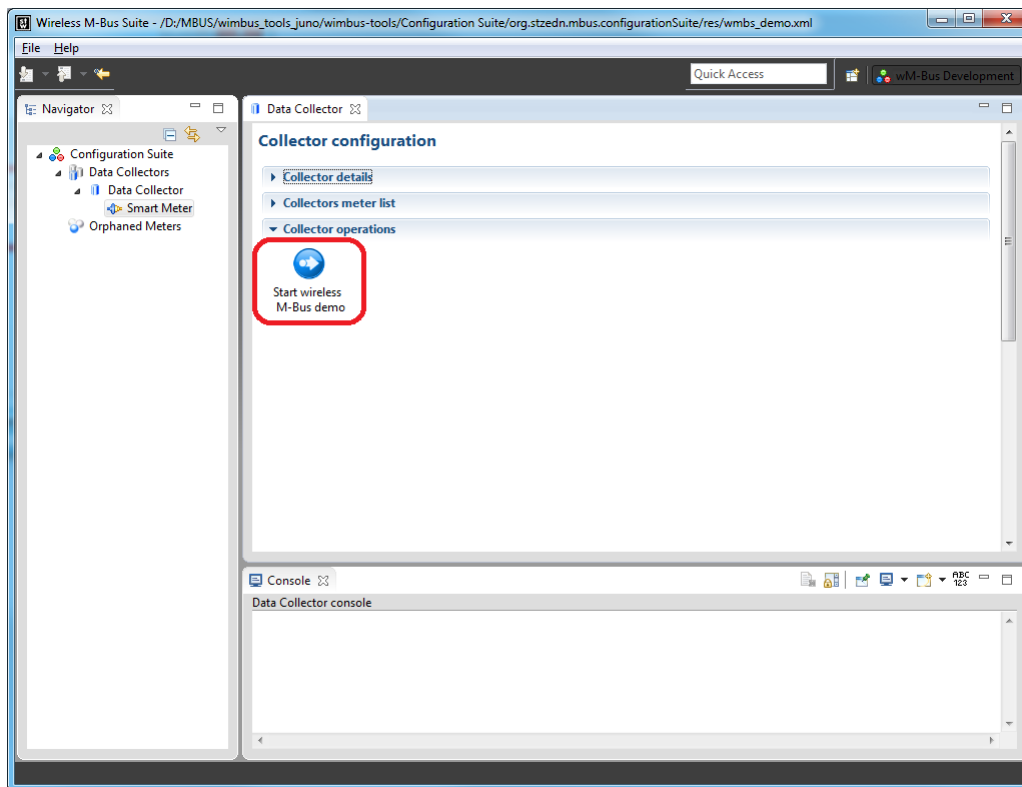 Wireless M-Bus Suite - /D:/MBUS/wimbus_tools_juno/wimbus-tools/Configuration Suite/org.stzedn.mbus.configurationSuite/res/wmbs_demo.xml
File Help
Quick Access
wM-Bus Development
Navigator
Configuration Suite
Data Collectors
Data Collector
Smart Meter
Orphaned Meters
Data Collector
Collector configuration
Collector details
Collectors meter list
Collector operations
Start wireless
M-Bus demo
Console
ABC
123
Data Collector console